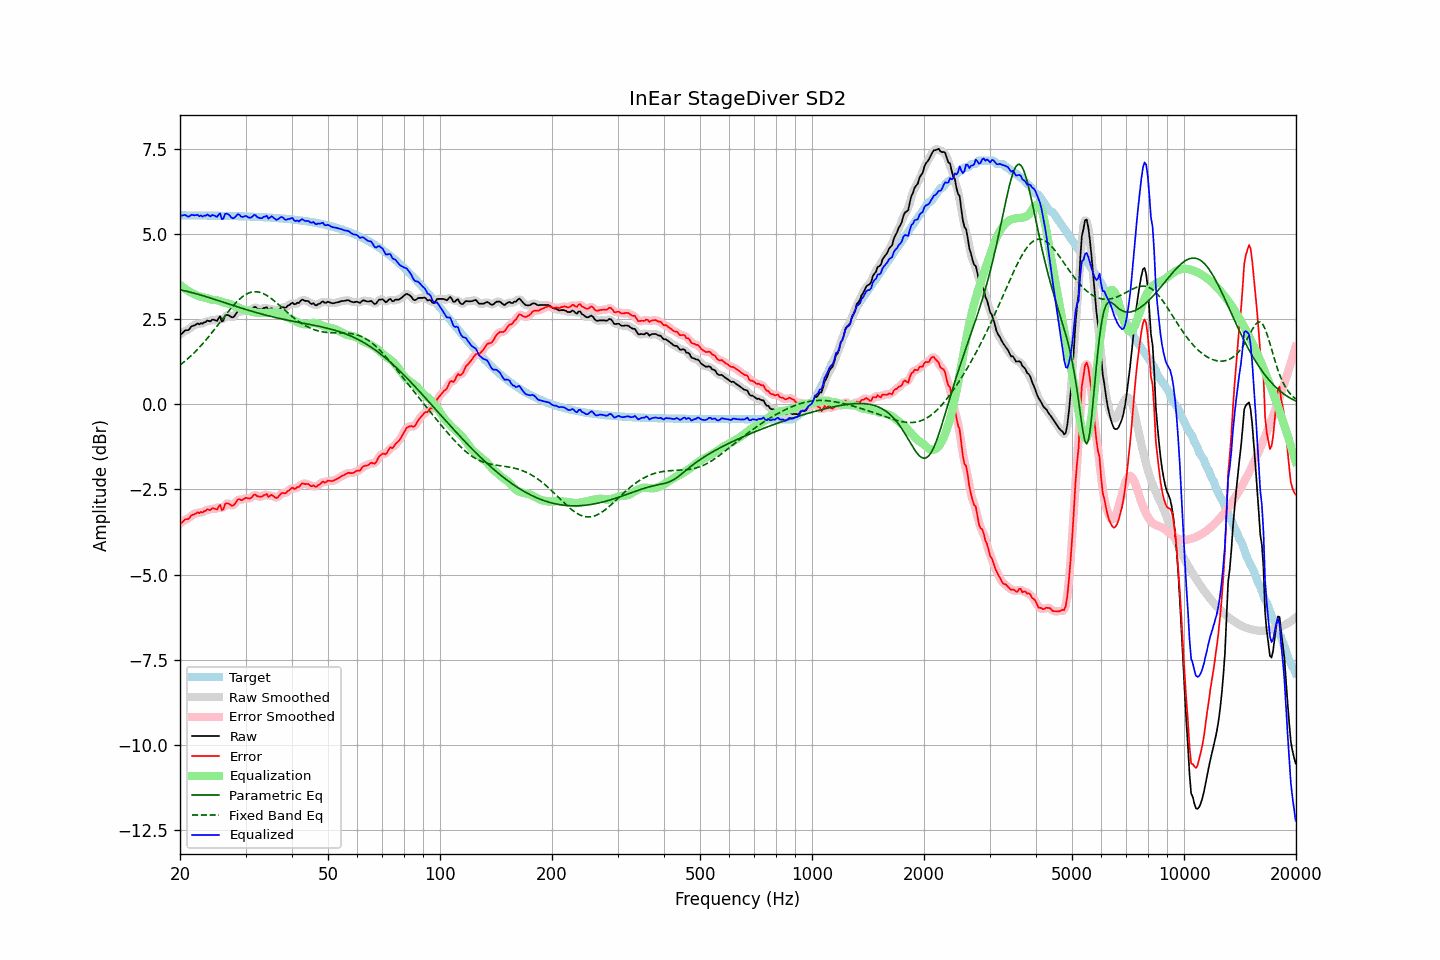 InEar StageDiver SD2
Amplitude (dBr)
7.5
5.0
2.5
0.0
−2.5
−5.0
−7.5
−10.0
−12.5
Target
Raw Smoothed
Error Smoothed
Raw
Error
Equalization
Parametric Eq
Fixed Band Eq
Equalized
20 50 100 200 500 1000 2000 5000 10000 20000
Frequency (Hz)